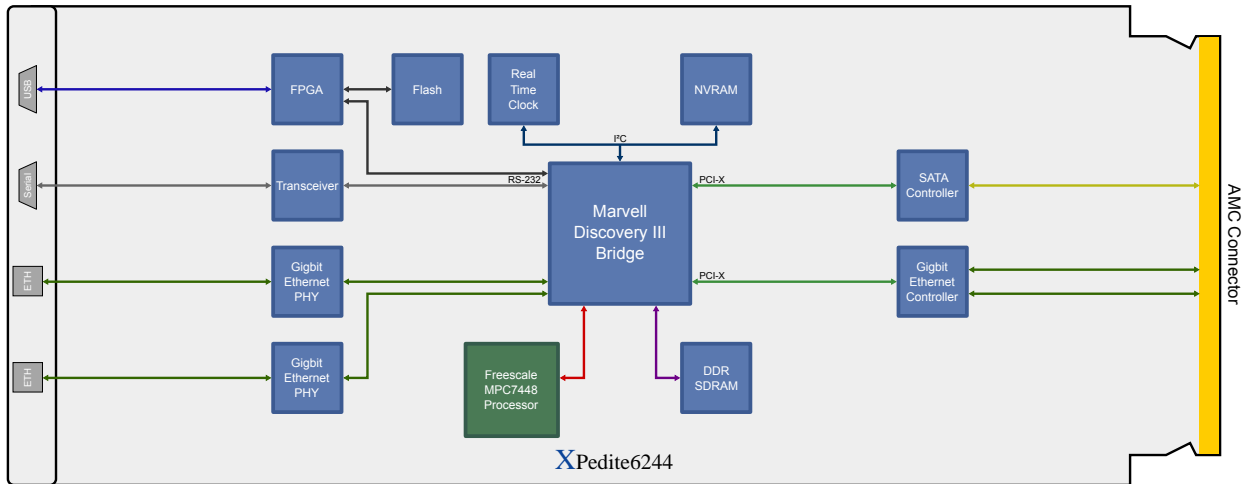 USB
FPGA
Flash
Real
Time
Clock
NVRAM
I²C
Serial
Transceiver
RS-232
Marvell
Discovery III
Bridge
PCI-X
SATA
Controller
AMC Connector
ETH
Gigbit
Ethernet
PHY
PCI-X
Gigbit
Ethernet
Controller
ETH
Gigbit
Ethernet
PHY
Freescale
MPC7448
Processor
DDR
SDRAM
XPedite6244